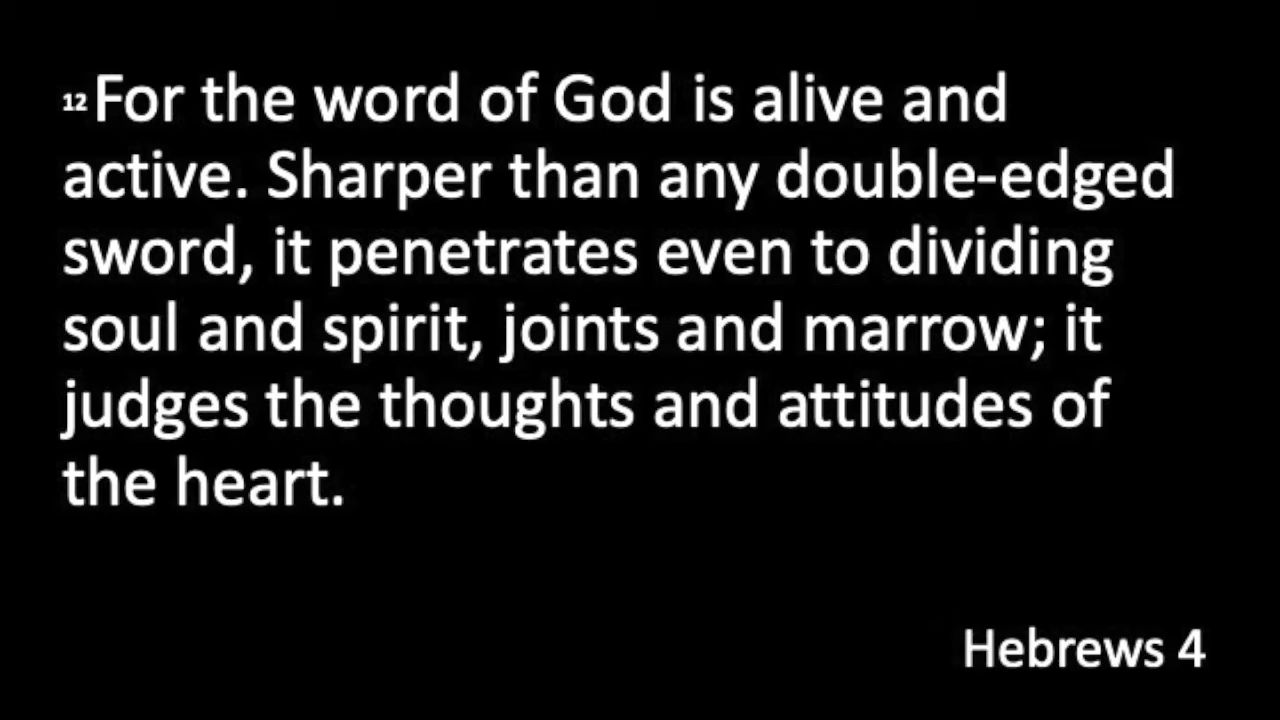 12 For the word of God is alive and
active. Sharper than any double-edged
sword, it penetrates even to dividing
soul and spirit, joints and marrow; it
judges the thoughts and attitudes of
the heart.
Hebrews 4